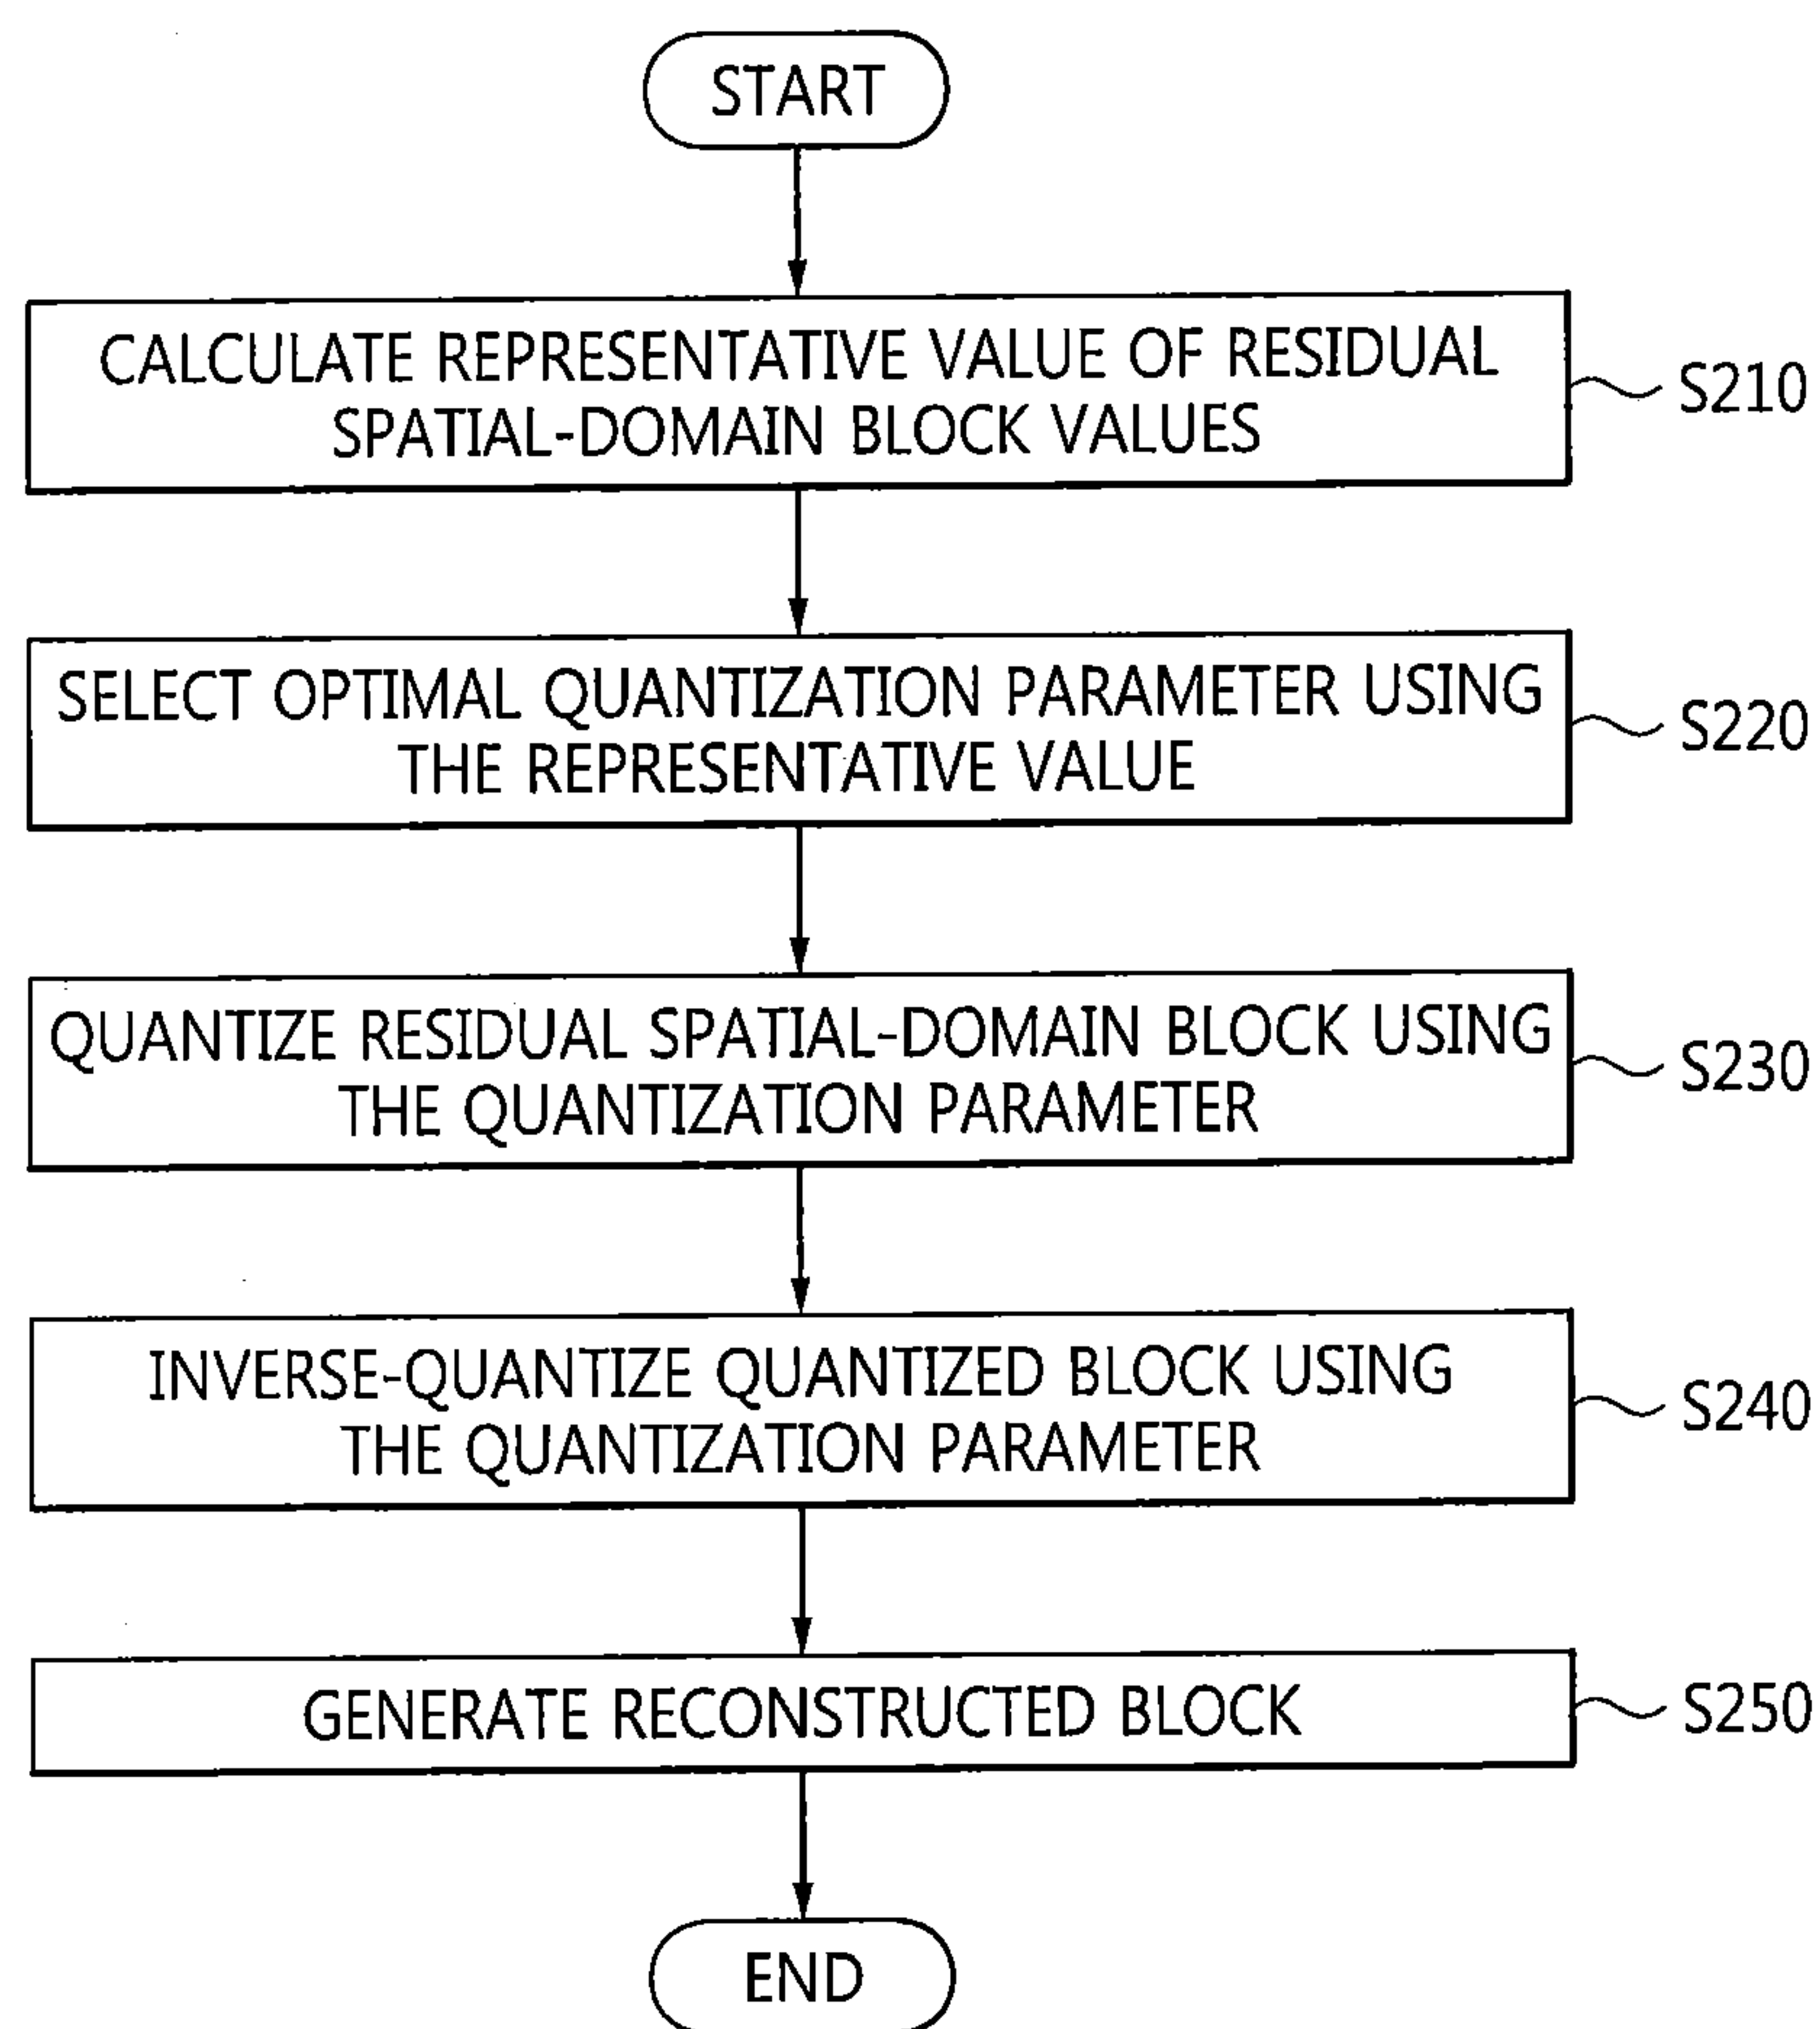 START
CALCULATE REPRESENTATIVE VALUE OF RESIDUAL
SPATIAL-DOMAIN BLOCK VALUES
S210
SELECT OPTIMAL QUANTIZATION PARAMETER USING
THE REPRESENTATIVE VALUE
S220
QUANTIZE RESIDUAL SPATIAL-DOMAIN BLOCK USING
THE QUANTIZATION PARAMETER
S230
INVERSE-QUANTIZE QUANTIZED BLOCK USING
THE QUANTIZATION PARAMETER
S240
GENERATE RECONSTRUCTED BLOCK
S250
END